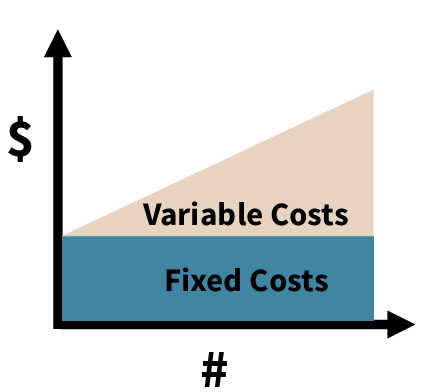 $
Variable Costs
Fixed Costs
#